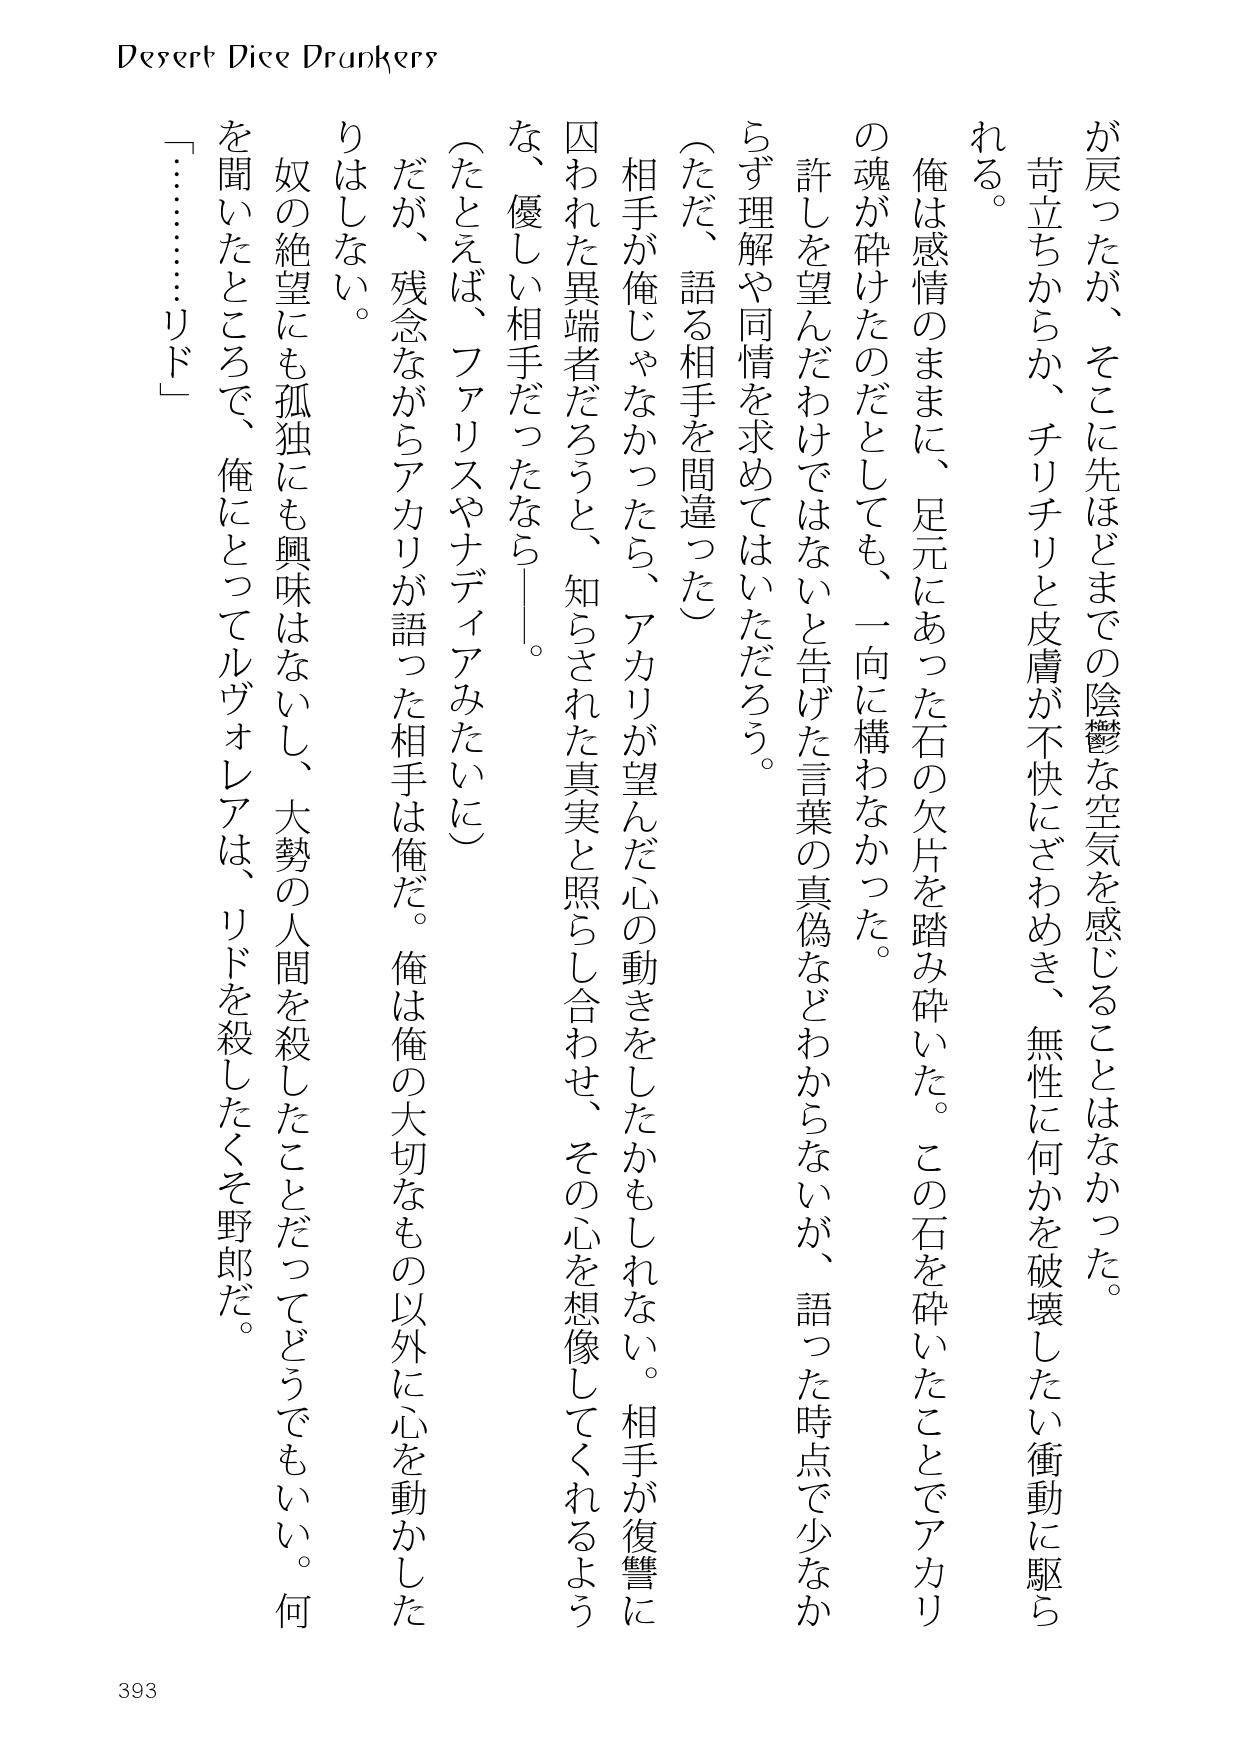 Desert Dice Drunkers
が戻ったが、そこに先ほどまでの陰鬱な空気を感じることはなかった。
苛立ちからか、チリチリと皮膚が不快にざわめき、無性に何かを破壊したい衝動に駆ら
れる。
俺は感情のままに、足元にあった石の欠片を踏み砕いた。この石を砕いたことでアカリ
の魂が砕けたのだとしても、一向に構わなかった。
許しを望んだわけではないと告げた言葉の真偽などわからないが、語った時点で少なか
らず理解や同情を求めてはいただろう。
（ただ、語る相手を間違った）
相手が俺じゃなかったら、アカリが望んだ心の動きをしたかもしれない。相手が復讐に
囚われた異端者だろうと、知らされた真実と照らし合わせ、その心を想像してくれるよう
な、優しい相手だったなら――。
（たとえば、ファリスやナディアみたいに）
だが、残念ながらアカリが語った相手は俺だ。俺は俺の大切なもの以外に心を動かした
りはしない。
奴の絶望にも孤独にも興味はないし、大勢の人間を殺したことだってどうでもいい。何
を聞いたところで、俺にとってルヴォレアは、リドを殺したくそ野郎だ。
「…………リド」
393